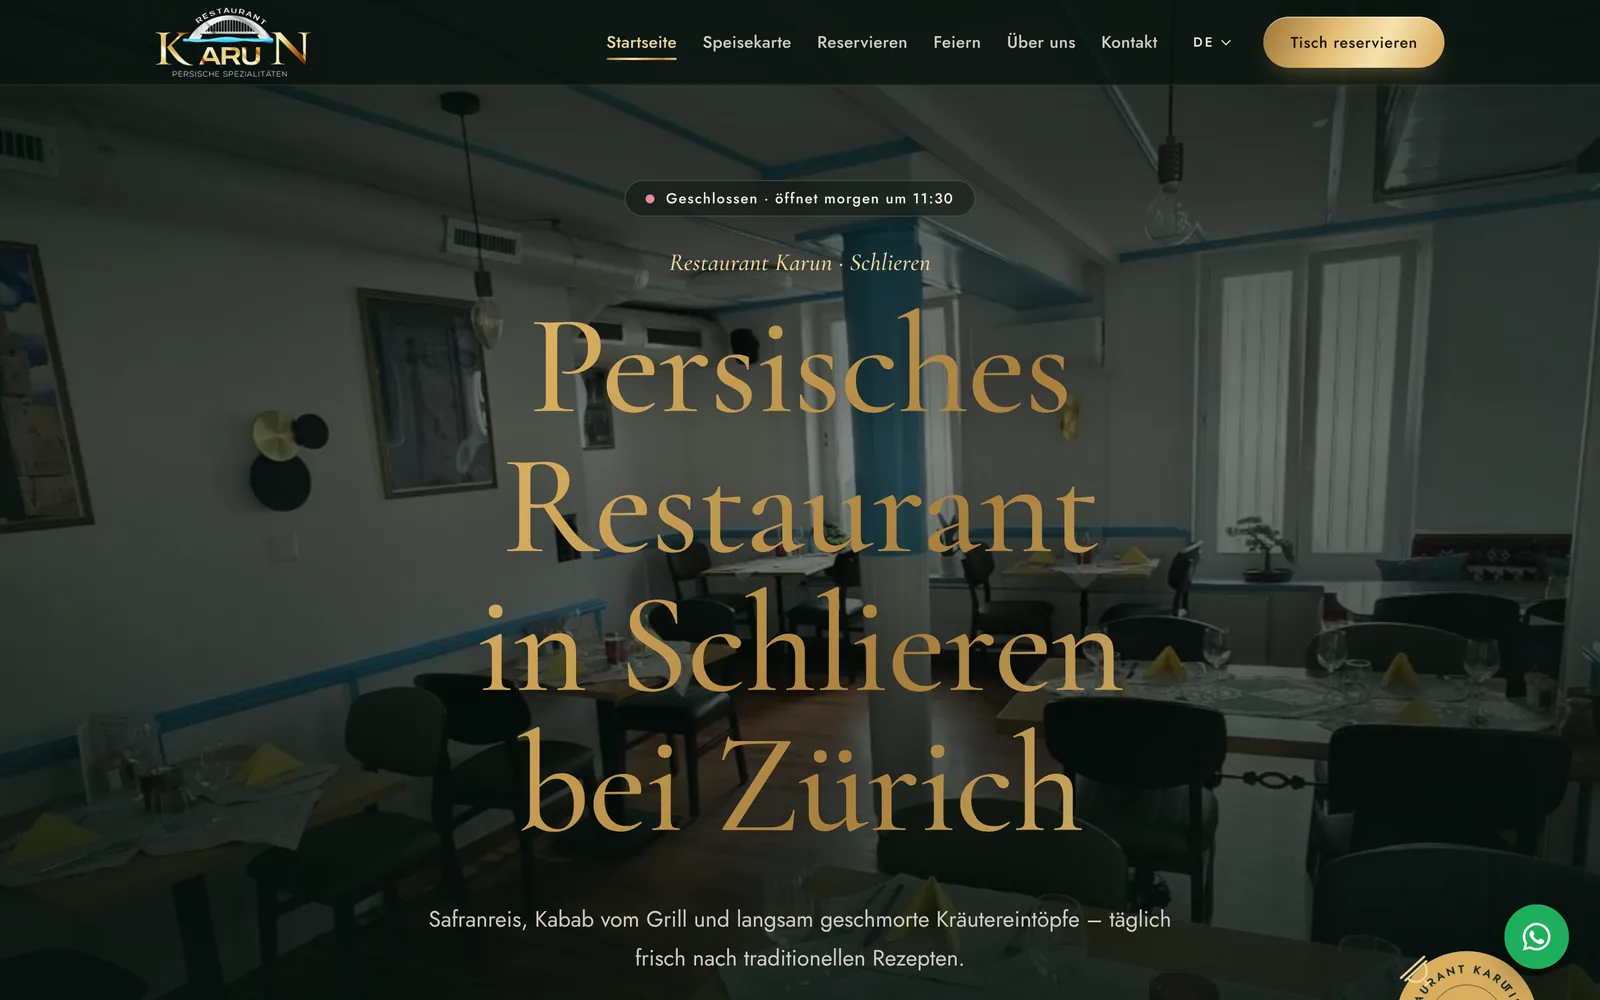 RESTAURANT
KARUN
PERSISCHE SPEZIALITÄTEN
Startseite
Speisekarte
Reservieren
Feiern
Über uns
Kontakt
DE
Tisch reservieren
Geschlossen · öffnet morgen um 11:30
Restaurant Karun · Schlieren
Persisches
Restaurant
in Schlieren
bei Zürich
Safranreis, Kabab vom Grill und langsam geschmorte Kräutereintöpfe – täglich
frisch nach traditionellen Rezepten.